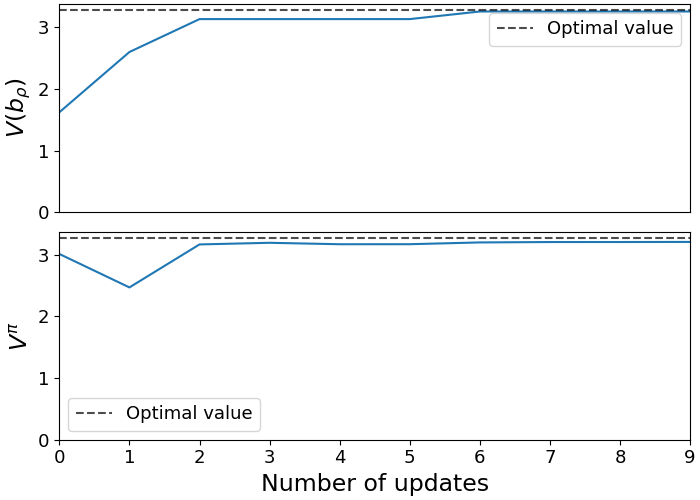 3
2
1
0
V(b_ρ)
Optimal value
3
2
1
0
V^π
Optimal value
0 1 2 3 4 5 6 7 8 9
Number of updates